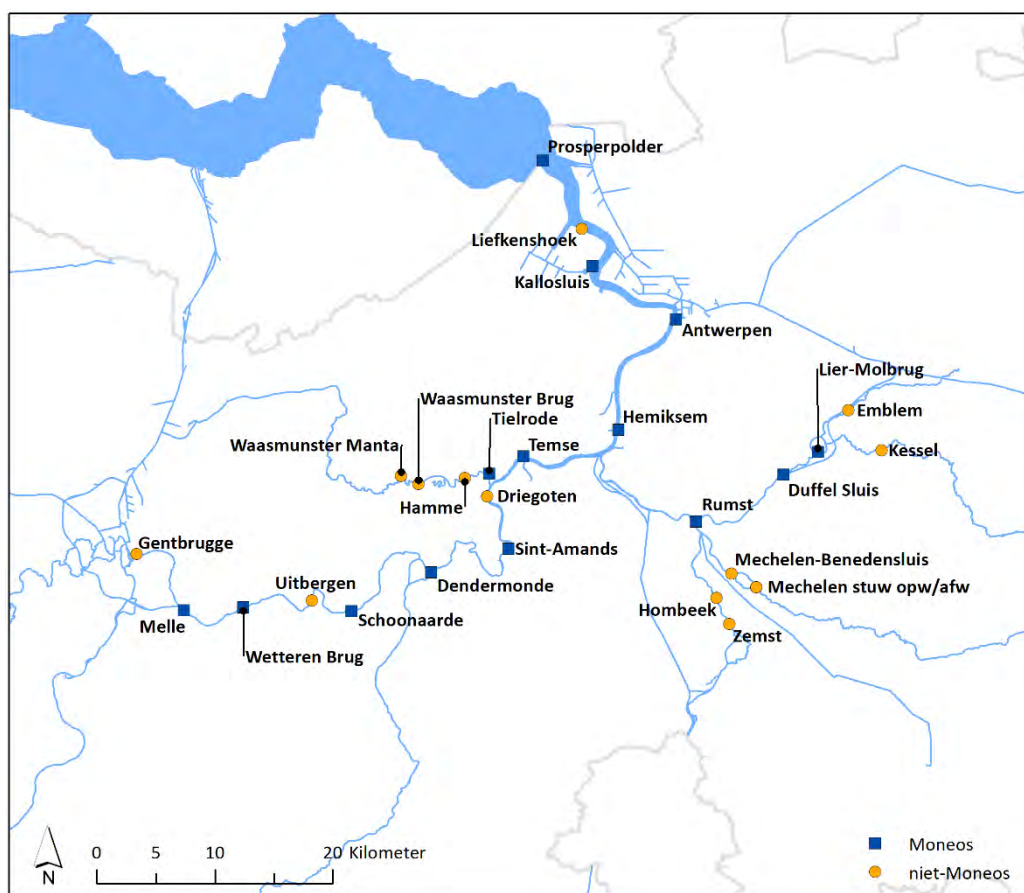 Prosperpolder
Liefkenshoek
Kallosluis
Antwerpen
Lier-Molbrug
Waasmunster Brug
Emblem
Tielrode
Hemiksem
Waasmunster Manta
Temse
Kessel
Duffel Sluis
Hamme
Driegoten
Rumst
Gentbrugge
Sint-Amands
Mechelen-Benedensluis
Uitbergen
Dendermonde
Mechelen stuw opw/afw
Hombeek
Melle
Schoonaarde
Zemst
Wetteren Brug
N
0 5 10 20 Kilometer
Moneos
niet-Moneos